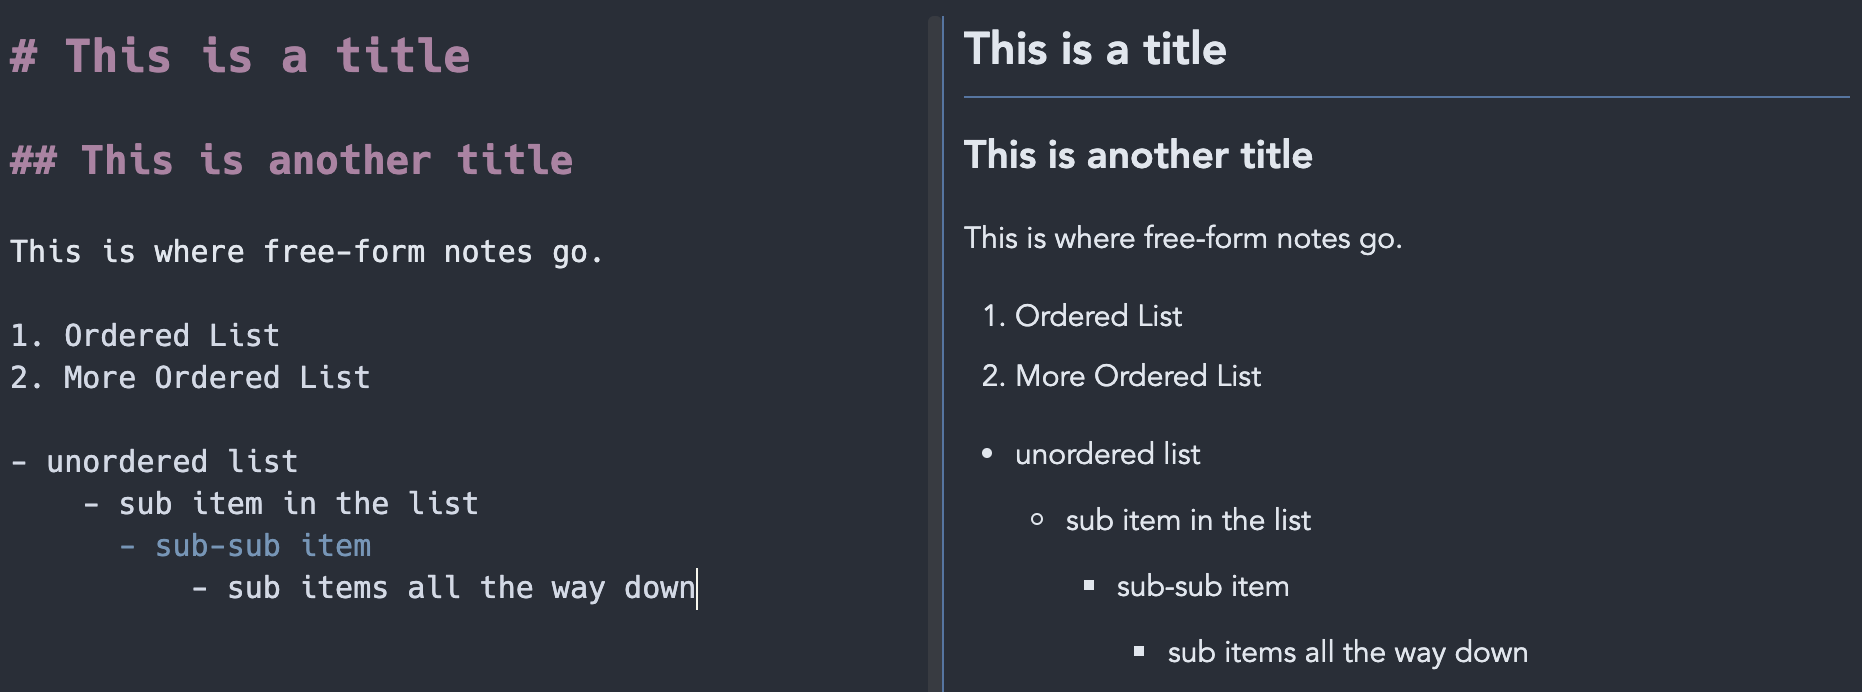 # This is a title
## This is another title
This is where free-form notes go.
1. Ordered List
2. More Ordered List
- unordered list
    - sub item in the list
      - sub-sub item
          - sub items all the way down
This is a title
This is another title
This is where free-form notes go.
1. Ordered List
2. More Ordered List
• unordered list
◦ sub item in the list
▪ sub-sub item
▪ sub items all the way down